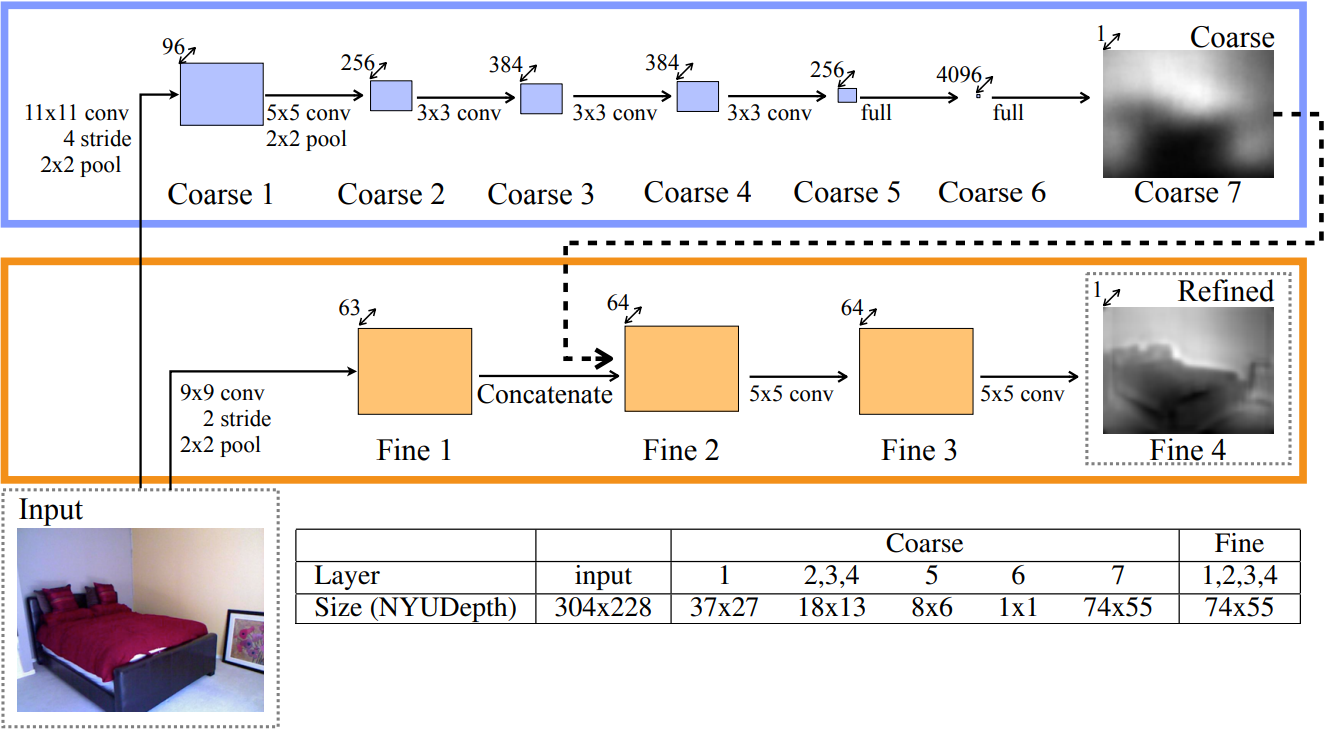 96
256
384
384
256
4096
1
Coarse
11x11 conv
4 stride
2x2 pool
5x5 conv
2x2 pool
3x3 conv
3x3 conv
3x3 conv
full
full
Coarse 1
Coarse 2
Coarse 3
Coarse 4
Coarse 5
Coarse 6
Coarse 7
63
64
64
1
Refined
9x9 conv
2 stride
2x2 pool
Concatenate
5x5 conv
5x5 conv
Fine 1
Fine 2
Fine 3
Fine 4
Input
Coarse Fine
Layer input 1 2,3,4 5 6 7 1,2,3,4
Size (NYUDepth) 304x228 37x27 18x13 8x6 1x1 74x55 74x55